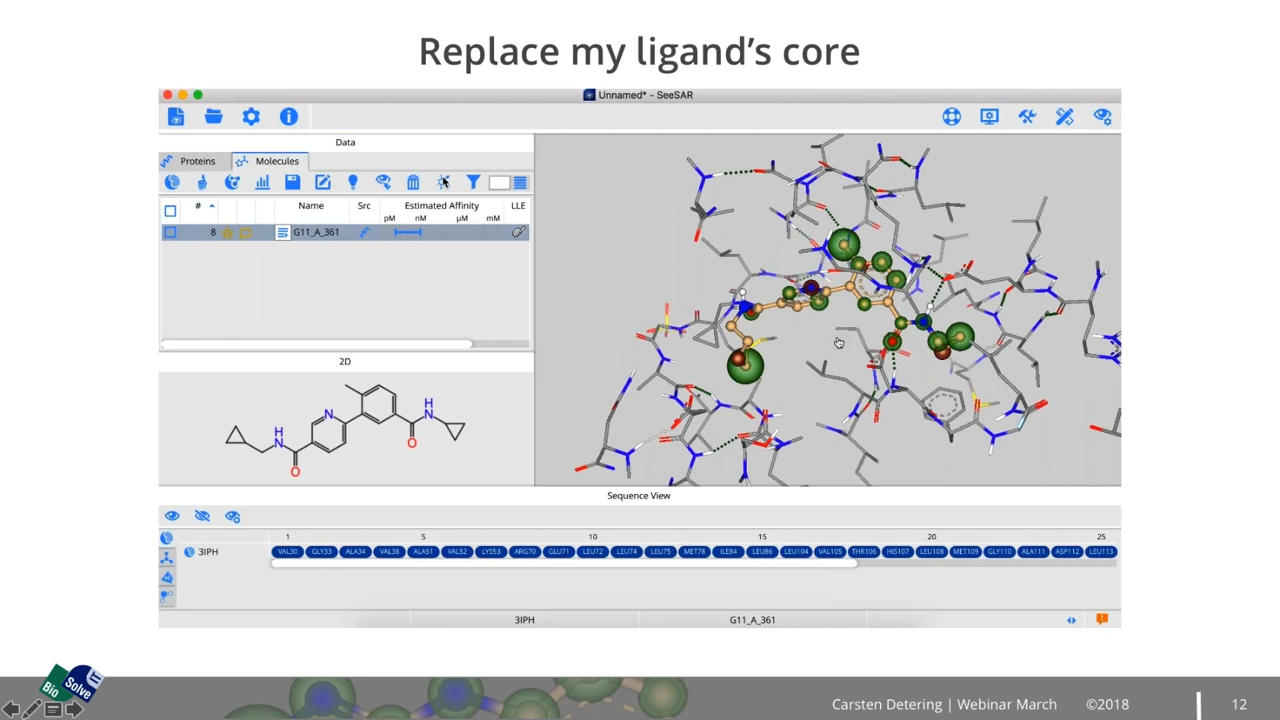 Replace my ligand's core
Unnamed* - SeeSAR
Data
Proteins
Molecules
# Name Src Estimated Affinity LLE
pM nM µM mM
8 G11_A_361
2D
N
H
N
O
H
N
O
Sequence View
1 5 10 15 20 25
3IPH VAL30 GLY33 ALA34 VAL38 ALA51 VAL52 LYS53 ARG70 GLU71 LEU72 LEU74 LEU75 MET78 ILE84 LEU86 LEU104 VAL105 THR106 HIS107 LEU108 MET109 GLY110 ALA111 ASP112 LEU113
3IPH G11_A_361
Bio Solve IT
Carsten Detering | Webinar March ©2018 12